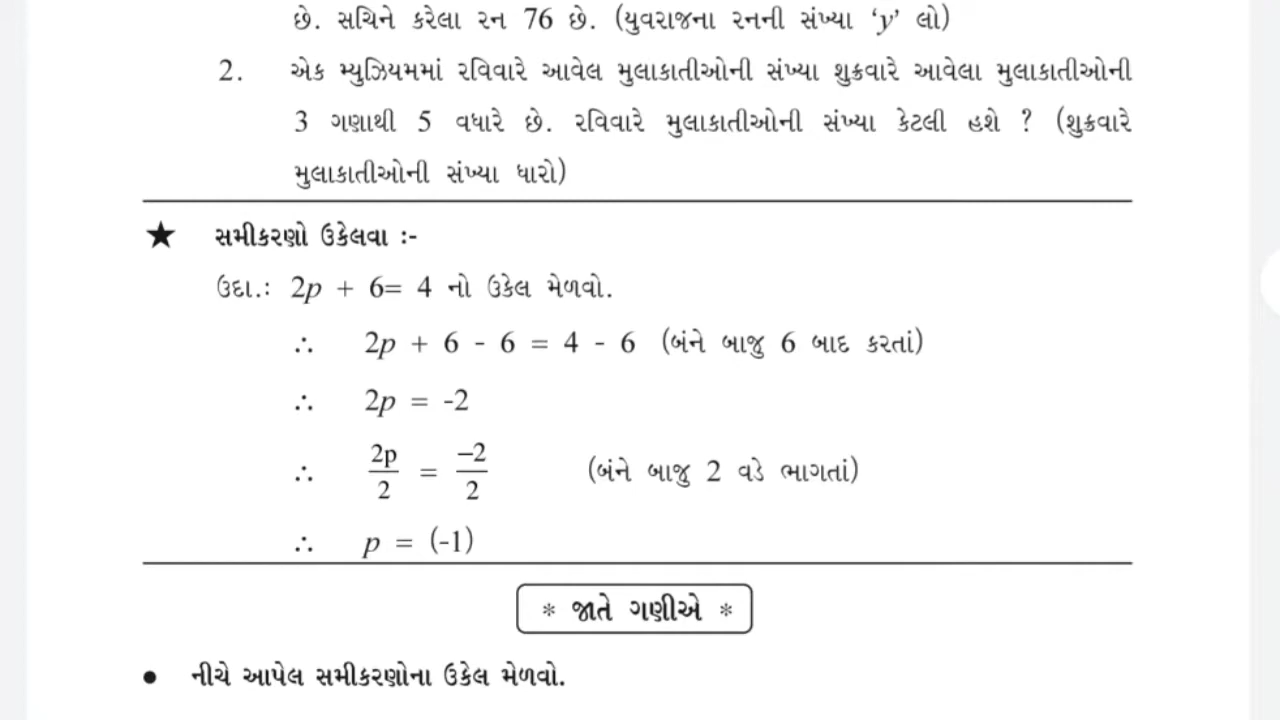 છે. સચિને કરેલા રન 76 છે. (યુવરાજના રનની સંખ્યા ‘y’ લો)
2. એક મ્યુઝિયમમાં રવિવારે આવેલ મુલાકાતીઓની સંખ્યા શુક્રવારે આવેલા મુલાકાતીઓની
3 ગણાથી 5 વધારે છે. રવિવારે મુલાકાતીઓની સંખ્યા કેટલી હશે ? (શુક્રવારે
મુલાકાતીઓની સંખ્યા ધારો)
★ સમીકરણો ઉકેલવા :-
ઉદા.: 2p + 6= 4 નો ઉકેલ મેળવો.
∴ 2p + 6 - 6 = 4 - 6 (બંને બાજુ 6 બાદ કરતાં)
∴ 2p = -2
∴ 2p/2 = –2/2 (બંને બાજુ 2 વડે ભાગતાં)
∴ p = (-1)
* જાતે ગણીએ *
● નીચે આપેલ સમીકરણોના ઉકેલ મેળવો.